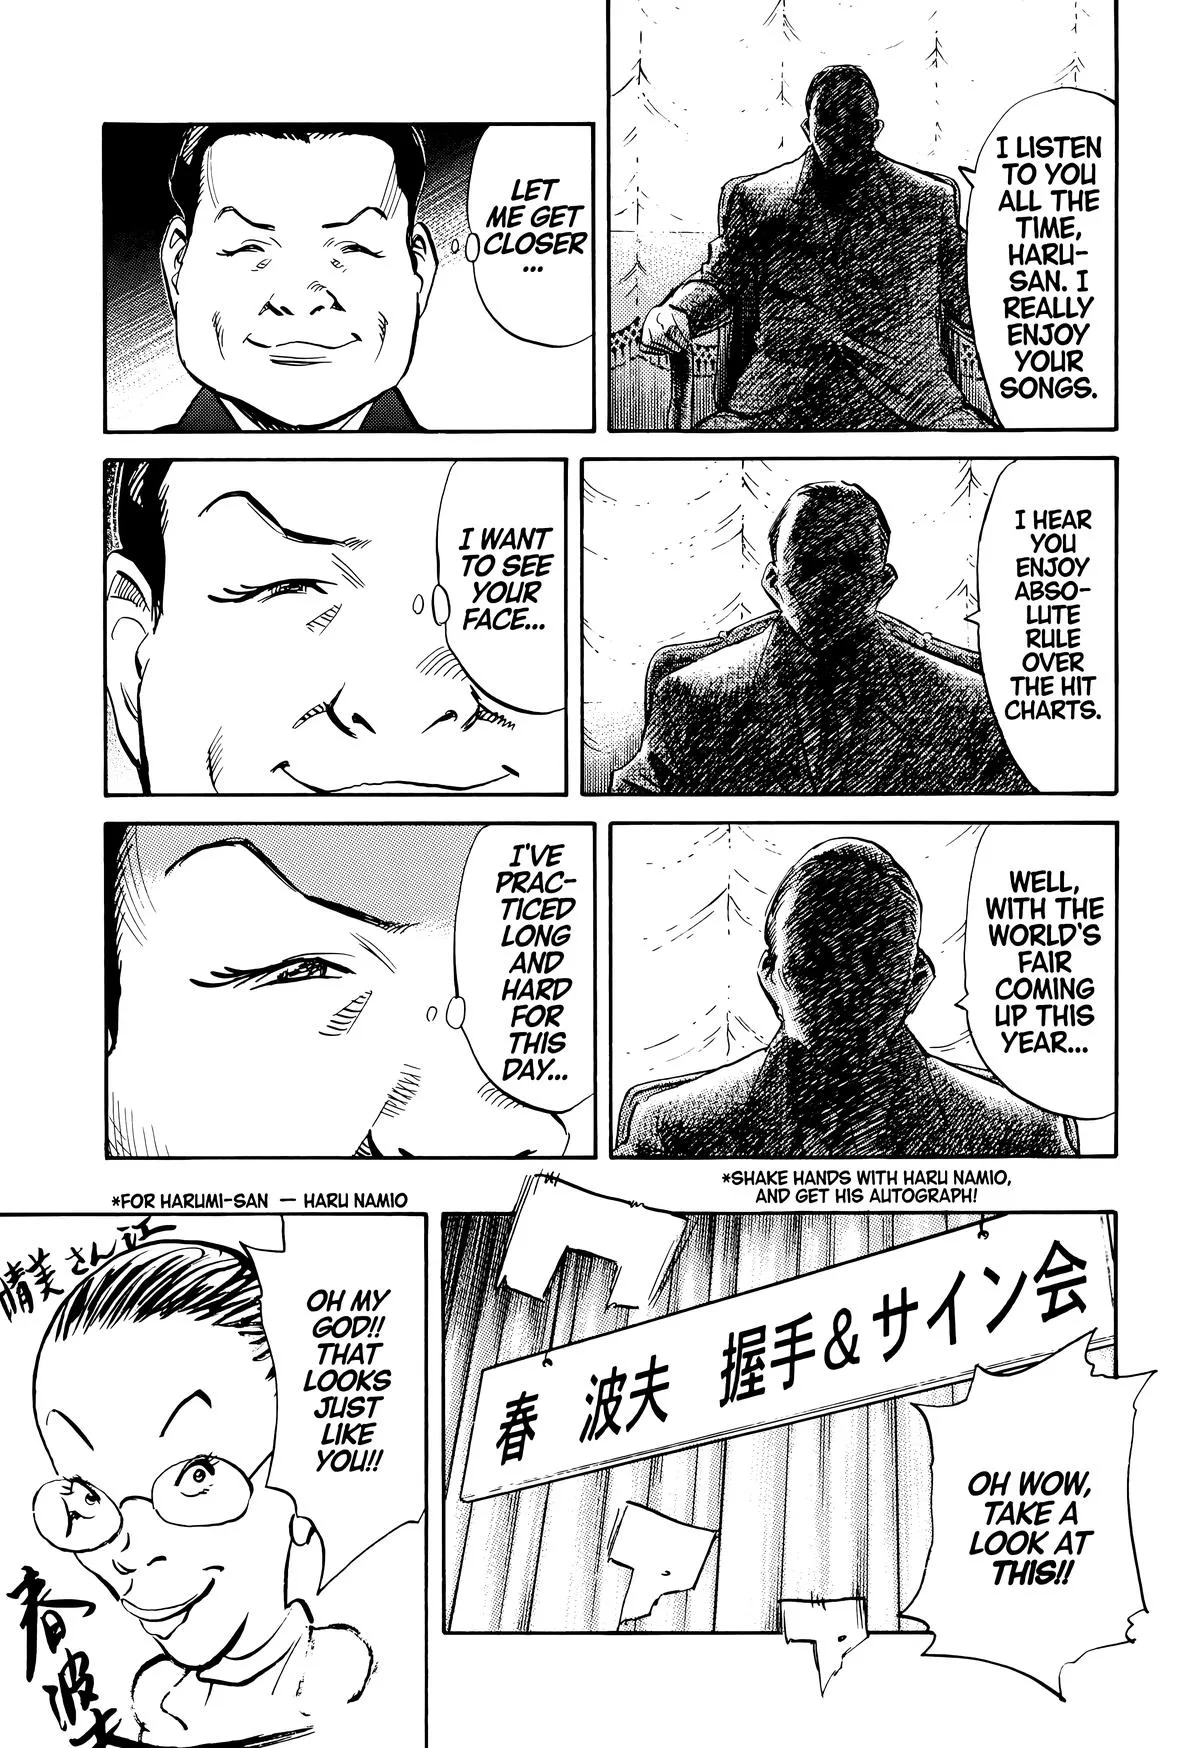 I LISTEN
TO YOU
ALL THE
TIME,
HARU-
SAN. I
REALLY
ENJOY
YOUR
SONGS.
LET
ME GET
CLOSER
...
I HEAR
YOU
ENJOY
ABSO-
LUTE
RULE
OVER
THE HIT
CHARTS.
I WANT
TO SEE
YOUR
FACE...
WELL,
WITH THE
WORLD'S
FAIR
COMING
UP THIS
YEAR...
I'VE
PRAC-
TICED
LONG
AND
HARD
FOR
THIS
DAY...
*SHAKE HANDS WITH HARU NAMIO,
AND GET HIS AUTOGRAPH!
春 波夫 握手&サイン会
OH WOW,
TAKE A
LOOK AT
THIS!!
*FOR HARUMI-SAN — HARU NAMIO
晴美さん江
OH MY
GOD!!
THAT
LOOKS
JUST
LIKE
YOU!!
春波夫